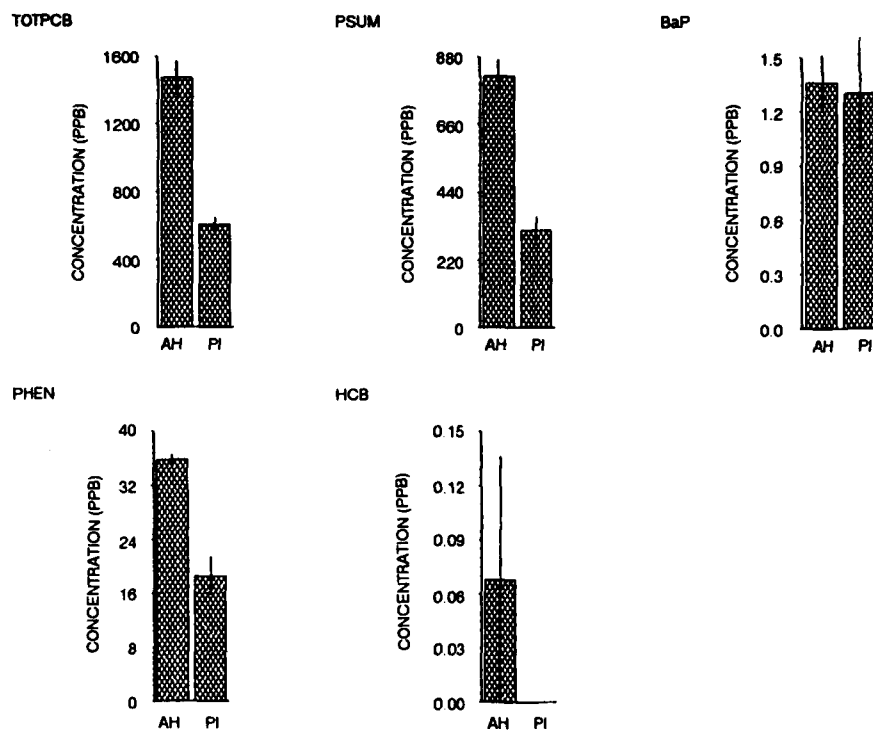 TOTPCB
CONCENTRATION (PPB)
1600
1200
800
400
0
AH PI
PSUM
CONCENTRATION (PPB)
880
660
440
220
0
AH PI
BaP
CONCENTRATION (PPB)
1.5
1.2
0.9
0.6
0.3
0.0
AH PI
PHEN
CONCENTRATION (PPB)
40
32
24
16
8
0
AH PI
HCB
CONCENTRATION (PPB)
0.15
0.12
0.09
0.06
0.03
0.00
AH PI